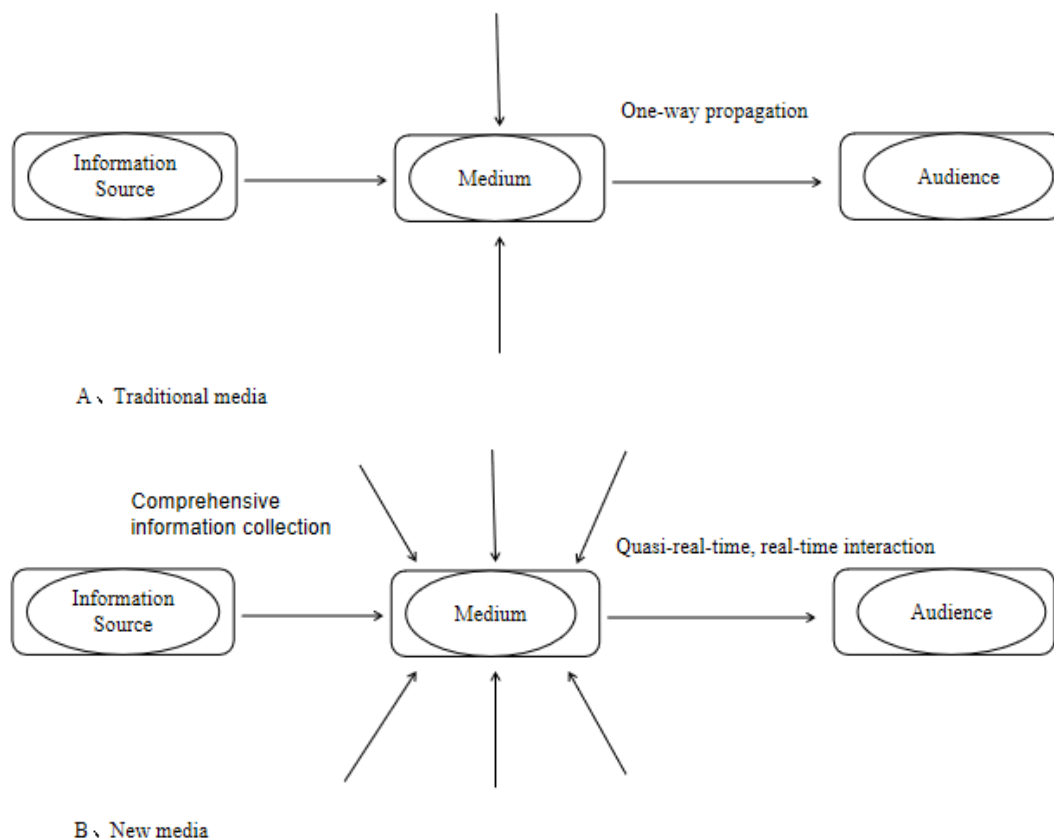 One-way propagation
Information
Source
Medium
Audience
A、Traditional media
Comprehensive
information collection
Quasi-real-time, real-time interaction
Information
Source
Medium
Audience
B、New media